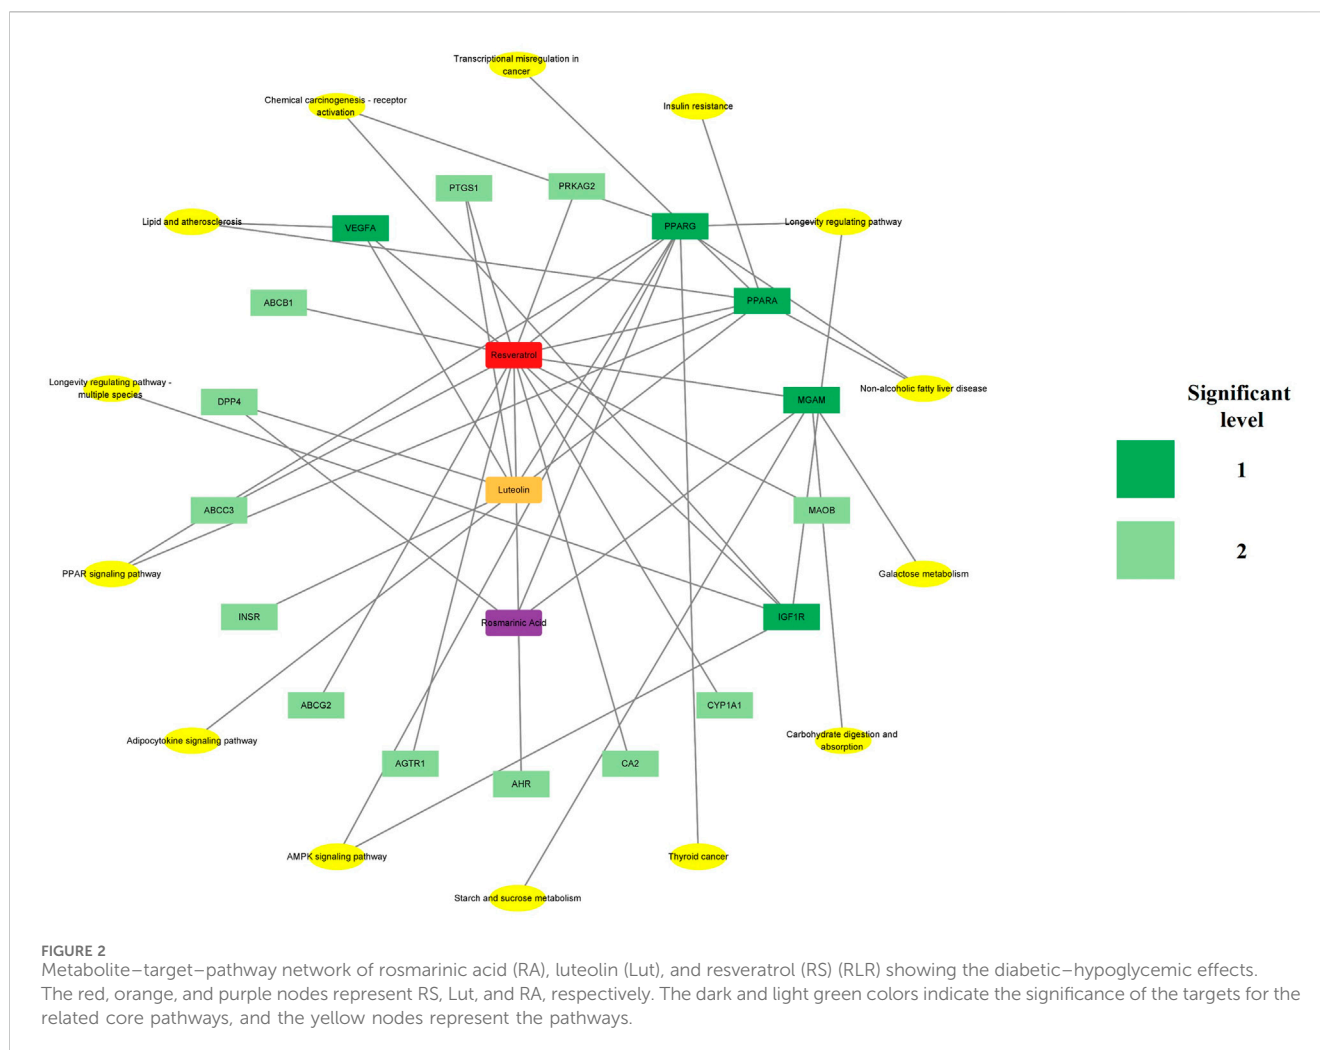 Transcriptional misregulation in
cancer
Chemical carcinogenesis - receptor
activation
Insulin resistance
PTGS1
PRKAG2
Lipid and atherosclerosis
VEGFA
PPARG
Longevity regulating pathway
ABCB1
PPARA
Resveratrol
Longevity regulating pathway -
multiple species
DPP4
MGAM
Non-alcoholic fatty liver disease
Significant
level
1
2
Luteolin
ABCC3
MAOB
PPAR signaling pathway
Galactose metabolism
INSR
Rosmarinic Acid
IGF1R
ABCG2
CYP1A1
Adipocytokine signaling pathway
Carbohydrate digestion and
absorption
AGTR1
AHR
CA2
AMPK signaling pathway
Thyroid cancer
Starch and sucrose metabolism
FIGURE 2
Metabolite–target–pathway network of rosmarinic acid (RA), luteolin (Lut), and resveratrol (RS) (RLR) showing the diabetic–hypoglycemic effects.
The red, orange, and purple nodes represent RS, Lut, and RA, respectively. The dark and light green colors indicate the significance of the targets for the
related core pathways, and the yellow nodes represent the pathways.